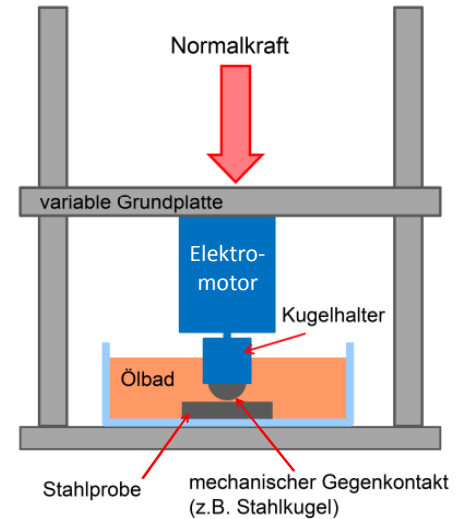 Normalkraft
variable Grundplatte
Elektro-
motor
Kugelhalter
Ölbad
Stahlprobe
mechanischer Gegenkontakt
(z.B. Stahlkugel)